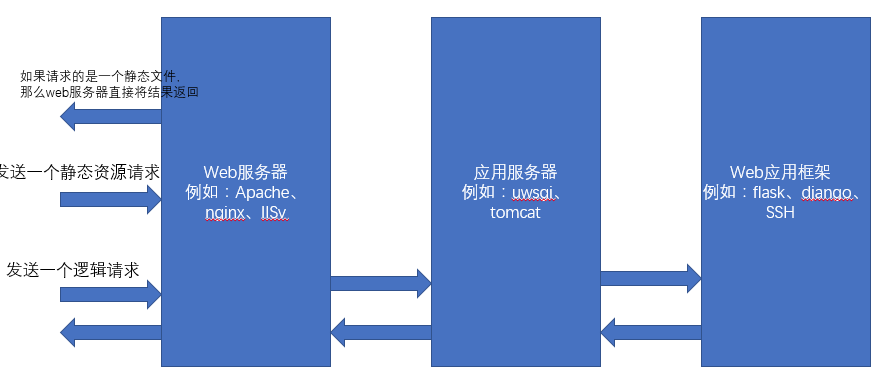 如果请求的是一个静态文件,
那么web服务器直接将结果返回
发送一个静态资源请求
发送一个逻辑请求
Web服务器
例如：Apache、
nginx、IISv
应用服务器
例如：uwsgi、
tomcat
Web应用框架
例如：flask、django、
SSH